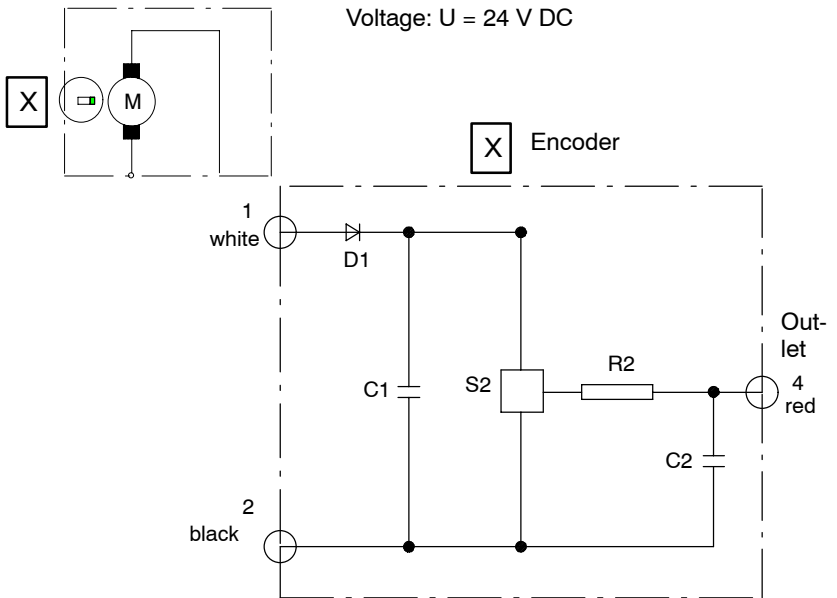 Voltage: U = 24 V DC
X
M
X
Encoder
1
white
D1
Out-
let
R2
C1
S2
4
red
C2
2
black